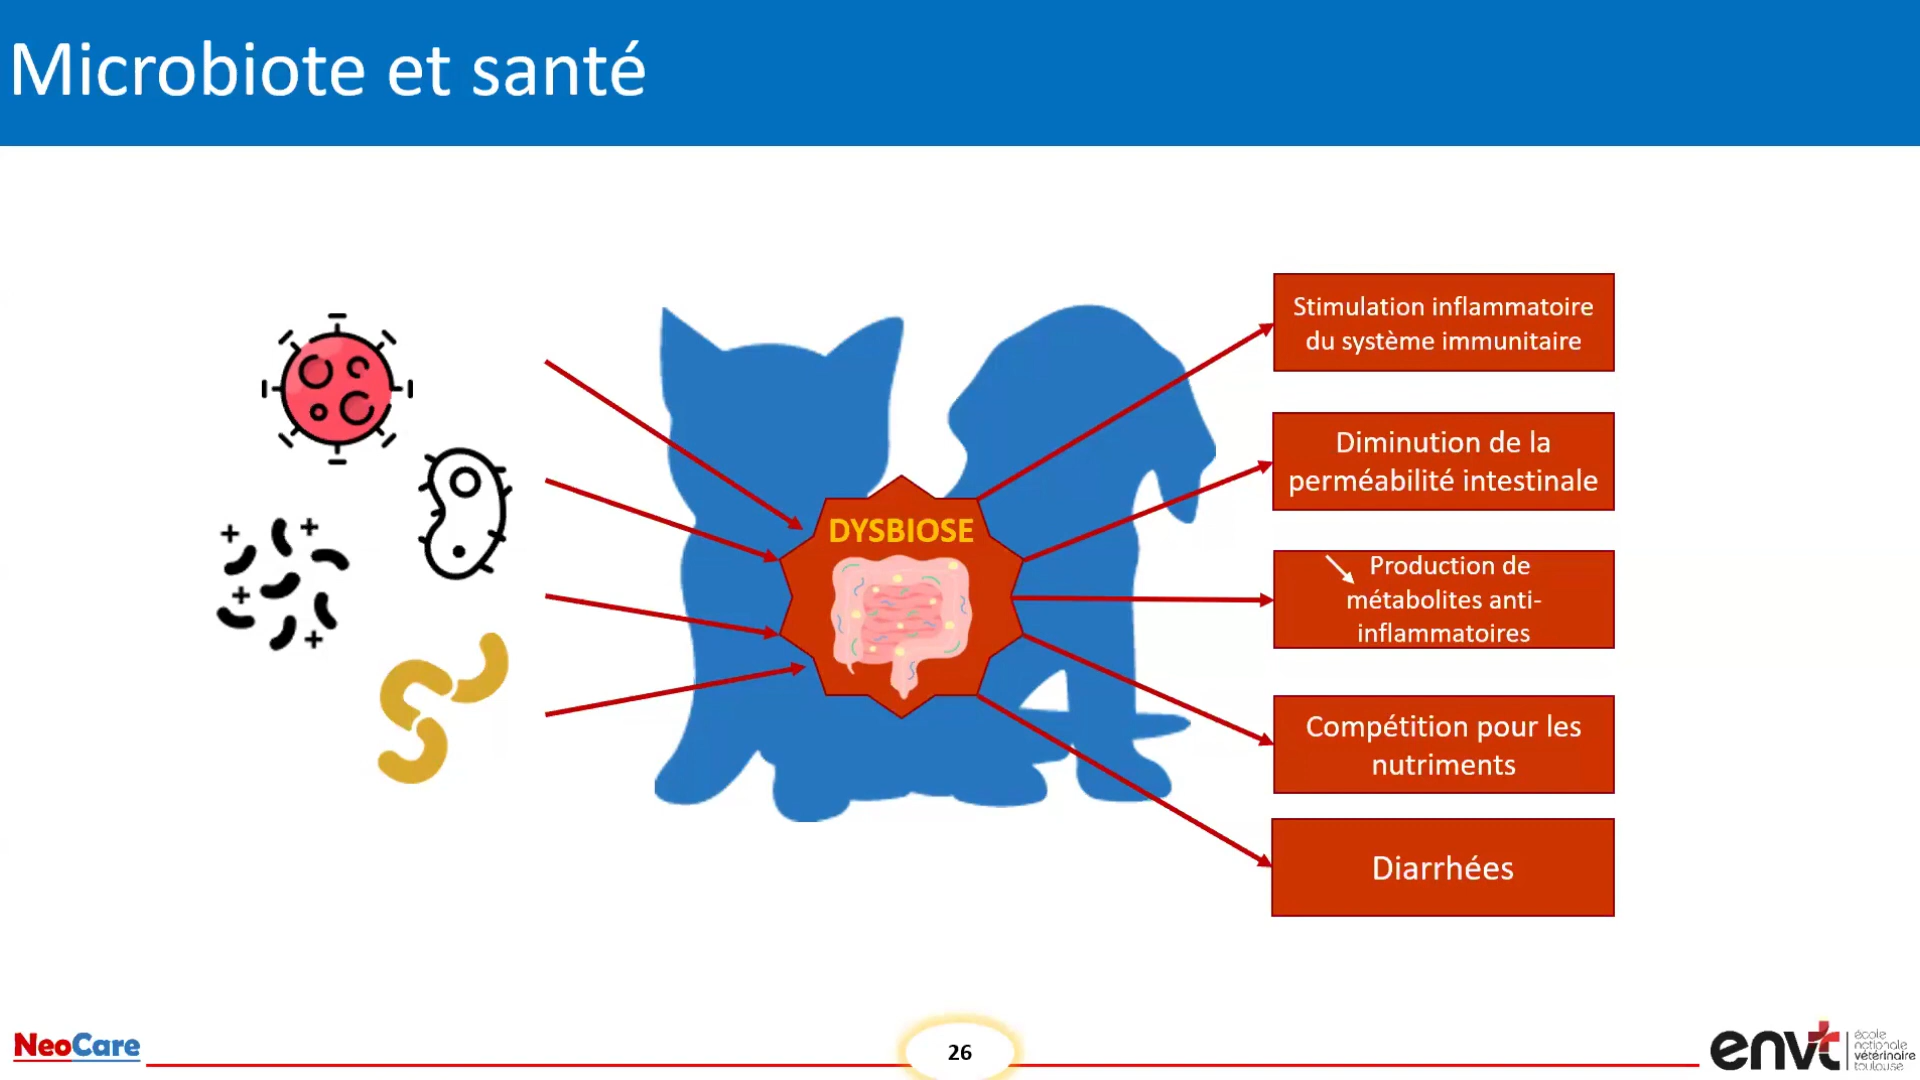 Microbiote et santé
Stimulation inflammatoire
du système immunitaire
Diminution de la
perméabilité intestinale
DYSBIOSE
Production de
métabolites anti-
inflammatoires
Compétition pour les
nutriments
Diarrhées
NeoCare
26
envt
école
nationale
vétérinaire
toulouse